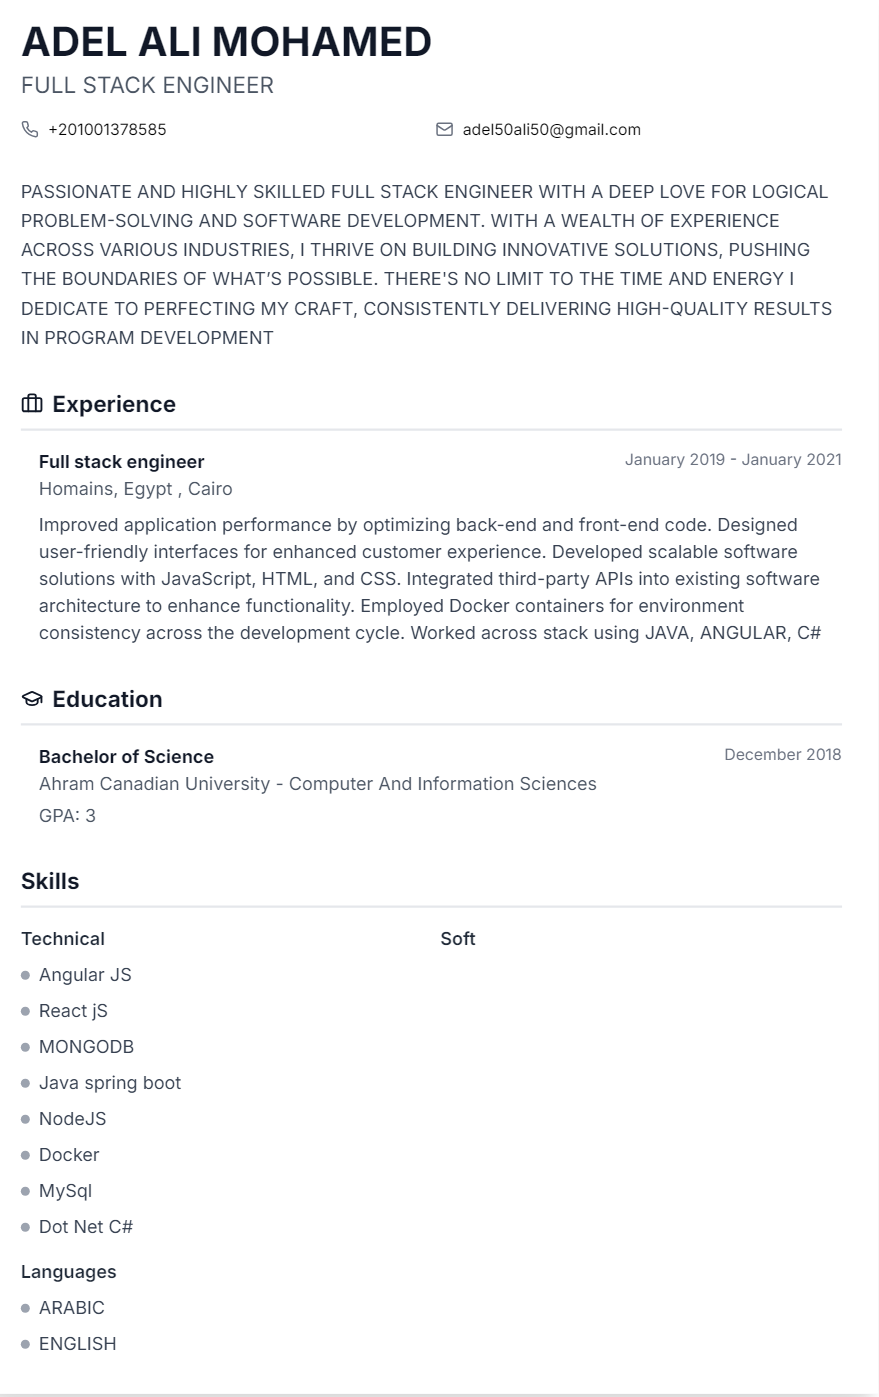 ADEL ALI MOHAMED
FULL STACK ENGINEER
+201001378585
adel50ali50@gmail.com
PASSIONATE AND HIGHLY SKILLED FULL STACK ENGINEER WITH A DEEP LOVE FOR LOGICAL
PROBLEM-SOLVING AND SOFTWARE DEVELOPMENT. WITH A WEALTH OF EXPERIENCE
ACROSS VARIOUS INDUSTRIES, I THRIVE ON BUILDING INNOVATIVE SOLUTIONS, PUSHING
THE BOUNDARIES OF WHAT’S POSSIBLE. THERE'S NO LIMIT TO THE TIME AND ENERGY I
DEDICATE TO PERFECTING MY CRAFT, CONSISTENTLY DELIVERING HIGH-QUALITY RESULTS
IN PROGRAM DEVELOPMENT
Experience
Full stack engineer
January 2019 - January 2021
Homains, Egypt , Cairo
Improved application performance by optimizing back-end and front-end code. Designed
user-friendly interfaces for enhanced customer experience. Developed scalable software
solutions with JavaScript, HTML, and CSS. Integrated third-party APIs into existing software
architecture to enhance functionality. Employed Docker containers for environment
consistency across the development cycle. Worked across stack using JAVA, ANGULAR, C#
Education
Bachelor of Science
December 2018
Ahram Canadian University - Computer And Information Sciences
GPA: 3
Skills
Technical
Angular JS
React jS
MONGODB
Java spring boot
NodeJS
Docker
MySql
Dot Net C#
Soft
Languages
ARABIC
ENGLISH